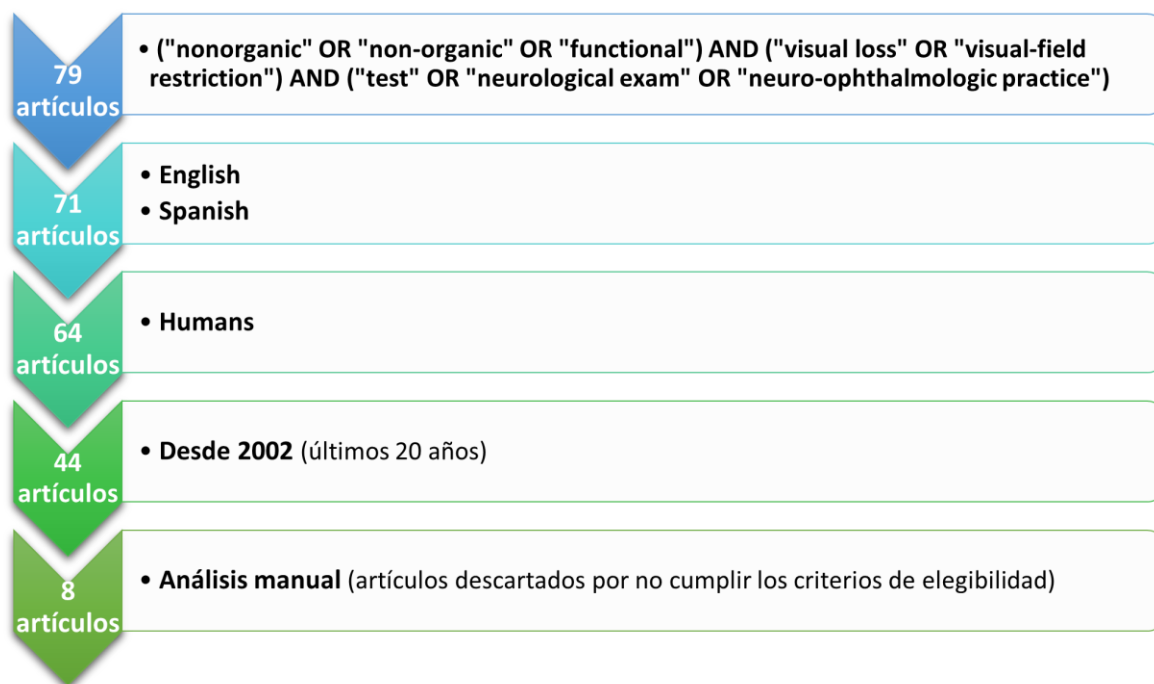 79
artículos
• ("nonorganic" OR "non-organic" OR "functional") AND ("visual loss" OR "visual-field
restriction") AND ("test" OR "neurological exam" OR "neuro-ophthalmologic practice")
71
artículos
• English
• Spanish
64
artículos
• Humans
44
artículos
• Desde 2002 (últimos 20 años)
8
artículos
• Análisis manual (artículos descartados por no cumplir los criterios de elegibilidad)